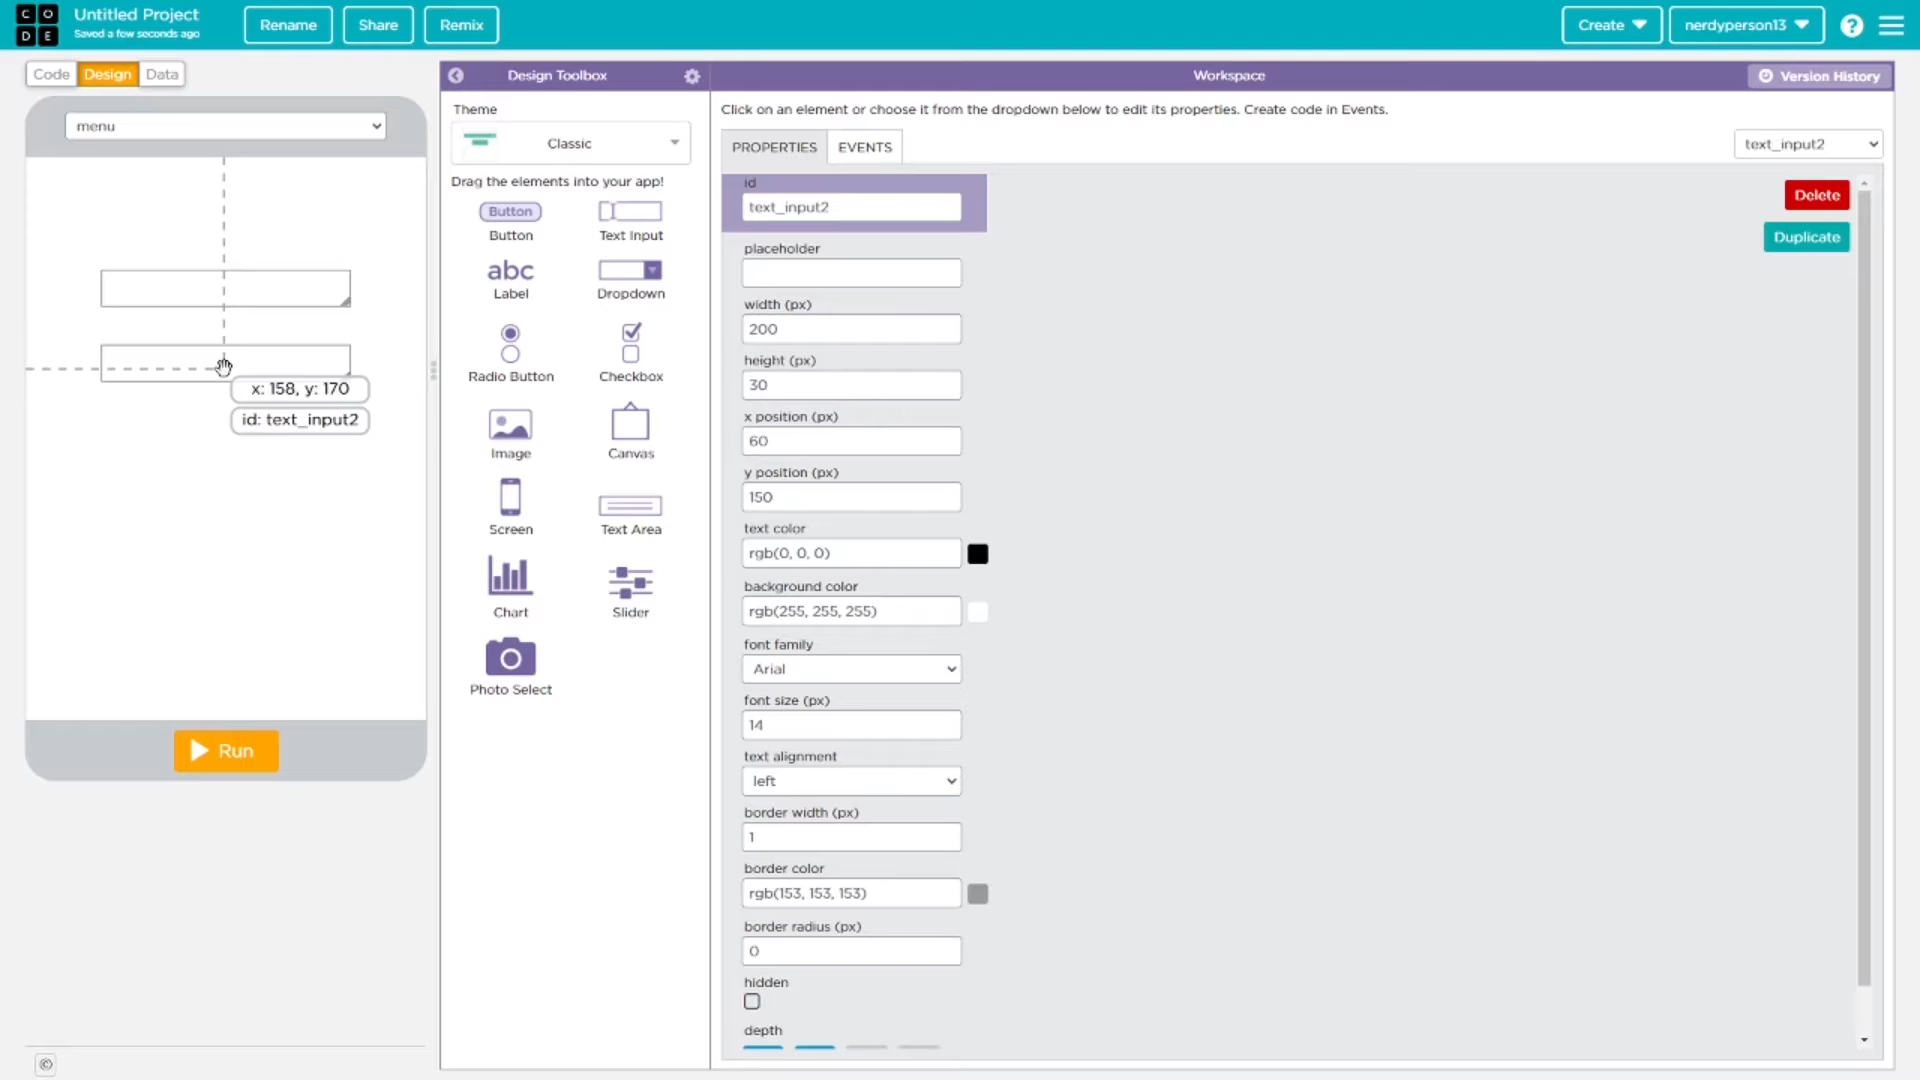 C O
D E
Untitled Project
Saved a few seconds ago
Rename
Share
Remix
Create
nerdyperson13
?
Code
Design
Data
menu
x: 158, y: 170
id: text_input2
Run
©
Design Toolbox
Theme
Classic
Drag the elements into your app!
Button
Button
Text Input
abc
Label
Dropdown
Radio Button
Checkbox
Image
Canvas
Screen
Text Area
Chart
Slider
Photo Select
Workspace
Version History
Click on an element or choose it from the dropdown below to edit its properties. Create code in Events.
PROPERTIES
EVENTS
text_input2
Delete
Duplicate
id
text_input2
placeholder
width (px)
200
height (px)
30
x position (px)
60
y position (px)
150
text color
rgb(0, 0, 0)
background color
rgb(255, 255, 255)
font family
Arial
font size (px)
14
text alignment
left
border width (px)
1
border color
rgb(153, 153, 153)
border radius (px)
0
hidden
depth